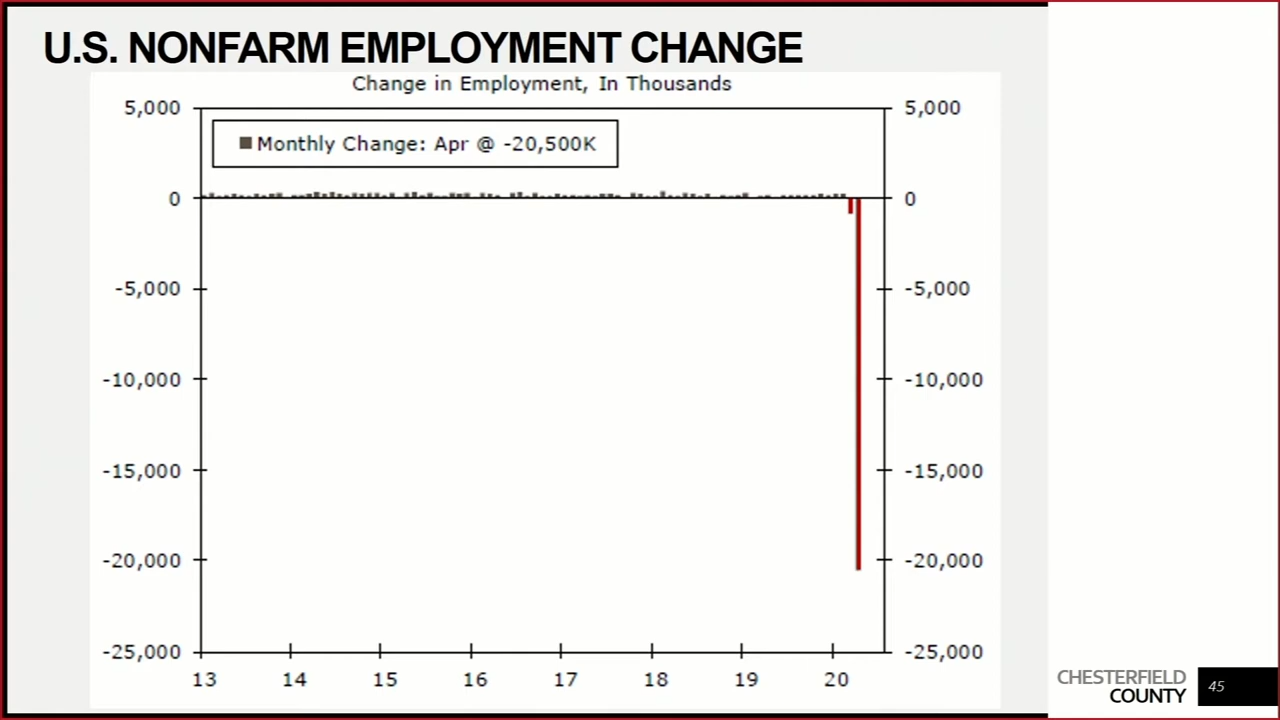 U.S. NONFARM EMPLOYMENT CHANGE
Change in Employment, In Thousands
5,000
5,000
Monthly Change: Apr @ -20,500K
0
0
-5,000
-5,000
-10,000
-10,000
-15,000
-15,000
-20,000
-20,000
-25,000
-25,000
13 14 15 16 17 18 19 20
CHESTERFIELD
COUNTY
45